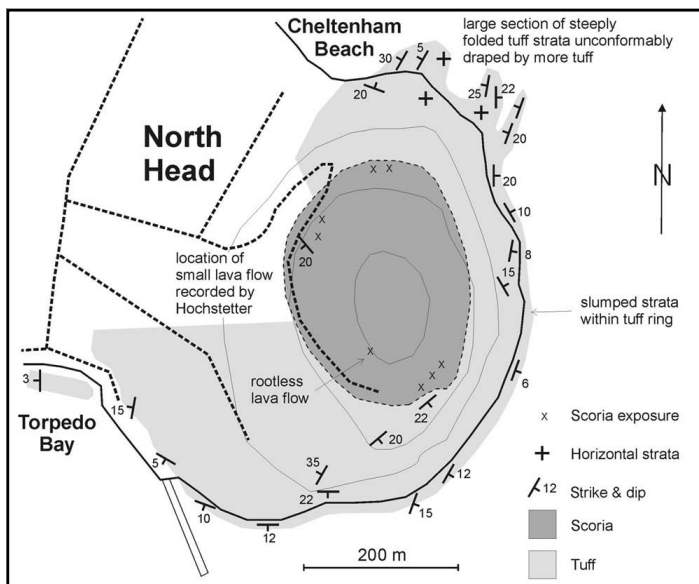 Cheltenham
Beach
large section of steeply
folded tuff strata unconformably
draped by more tuff
30
5
20
25
22
20
North
Head
N
20
10
8
15
location of
small lava flow
recorded by
Hochstetter
20
slumped strata
within tuff ring
rootless
lava flow
3
Torpedo
Bay
15
22
6
20
5
35
22
12
15
10
12
x Scoria exposure
Horizontal strata
12 Strike & dip
Scoria
Tuff
200 m